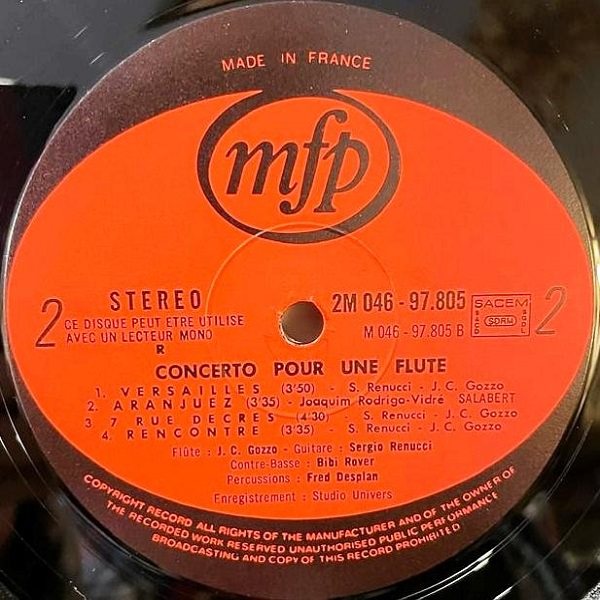 MADE IN FRANCE
mfp
2
STEREO
CE DISQUE PEUT ETRE UTILISE
AVEC UN LECTEUR MONO
R
2M 046 - 97.805
M 046 - 97.805 B
SACEM
SACD
SDRM
SGDL
2
CONCERTO POUR UNE FLUTE
1. VERSAILLES (3'50) - S. Renucci - J.C. Gozzo
2. ARANJUEZ (3'35) - Joaquim Rodrigo-Vidré SALABERT
3 7 RUE DECRES (4'30) - S. Renucci - J.C. Gozzo
4. RENCONTRE (3'35) - S. Renucci - J.C. Gozzo
Flûte : J.C. Gozzo - Guitare : Sergio Renucci
Contre-Basse : Bibi Rover
Percussions : Fred Desplan
Enregistrement : Studio Univers
COPYRIGHT RECORD ALL RIGHTS OF THE MANUFACTURER AND OF THE OWNER OF
THE RECORDED WORK RESERVED UNAUTHORISED PUBLIC PERFORMANCE
BROADCASTING AND COPY OF THIS RECORD PROHIBITED